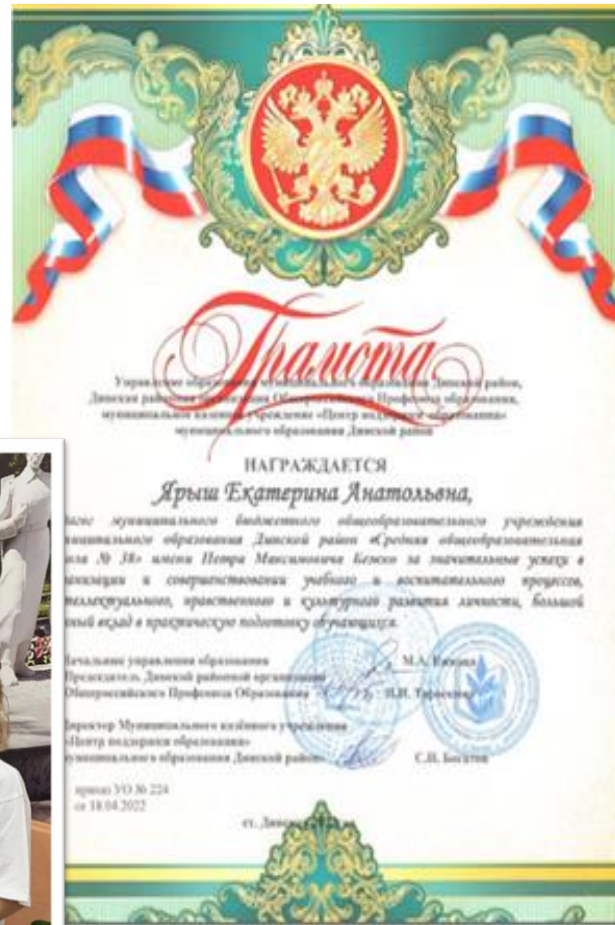 Грамота
Управление образования муниципального образования Динской район,
Динская районная организация Общероссийского Профсоюза образования,
муниципальное казенное учреждение «Центр поддержки образования»
муниципального образования Динской район
НАГРАЖДАЕТСЯ
Ярыш Екатерина Анатольевна,
муниципального бюджетного общеобразовательного учреждения
муниципального образования Динской район «Средняя общеобразовательная
№ 38» имени Петра Максимовича за значительные успехи в
и совершенствовании учебного и воспитательного процессов,
нравственного и культурного развития личности, большой
вклад в практическую подготовку обучающихся.
Начальник управления образования М.А.
Председатель Динской районной организации
Общероссийского Профсоюза Образования
Директор Муниципального казённого учреждения
«Центр поддержки образования»
муниципального образования Динской район С.Н.
приказ УО № 224
от 18.04.2022